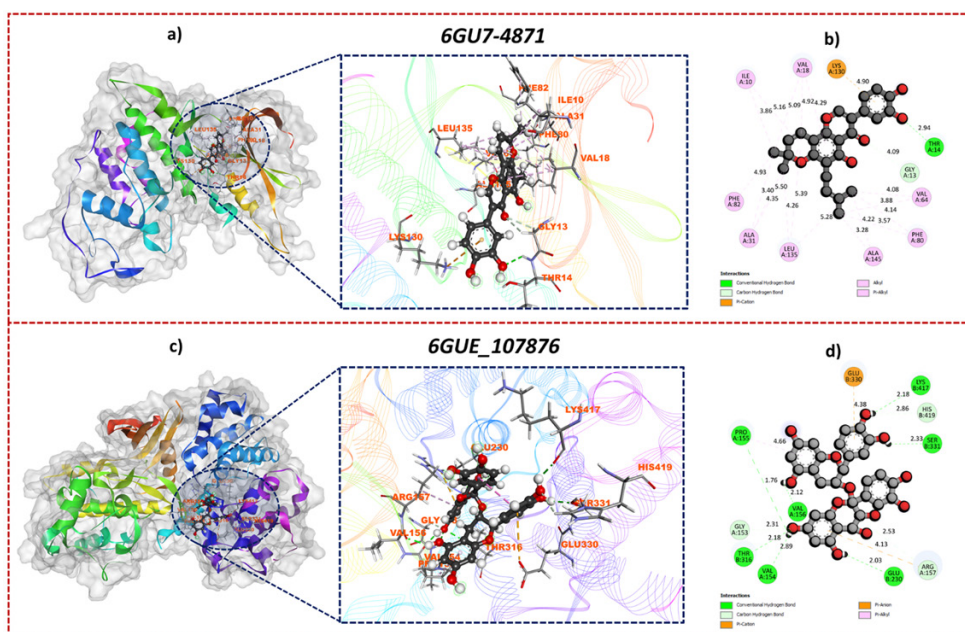 a)
6GU7-4871
b)
PHE82
ILE10
ALA31
PHE80
LEU135
VAL18
LYS130
GLY13
THR14
ILE
A:10
VAL
A:18
LYS
A:130
4.90
3.86
5.16
5.09
4.92
4.29
2.94
THR
A:14
4.09
GLY
A:13
4.93
3.40
5.50
4.35
5.39
4.26
5.28
4.08
3.88
4.14
4.22
3.57
3.28
VAL
A:64
PHE
A:82
ALA
A:31
LEU
A:135
ALA
A:145
PHE
A:80
Interactions
Conventional Hydrogen Bond
Carbon Hydrogen Bond
Pi-Cation
Alkyl
Pi-Alkyl
c)
6GUE_107876
d)
LYS417
U230
HIS419
ARG157
SER331
VAL156
THR316
GLU330
GLU
B:330
LYS
B:417
4.38
2.18
2.86
HIS
B:419
PRO
A:155
4.66
2.33
SER
B:331
1.76
2.12
VAL
A:156
GLY
A:153
2.31
2.18
2.89
2.53
4.13
2.03
THR
B:316
VAL
A:154
GLU
B:230
ARG
A:157
Interactions
Conventional Hydrogen Bond
Carbon Hydrogen Bond
Pi-Cation
Pi-Anion
Pi-Alkyl